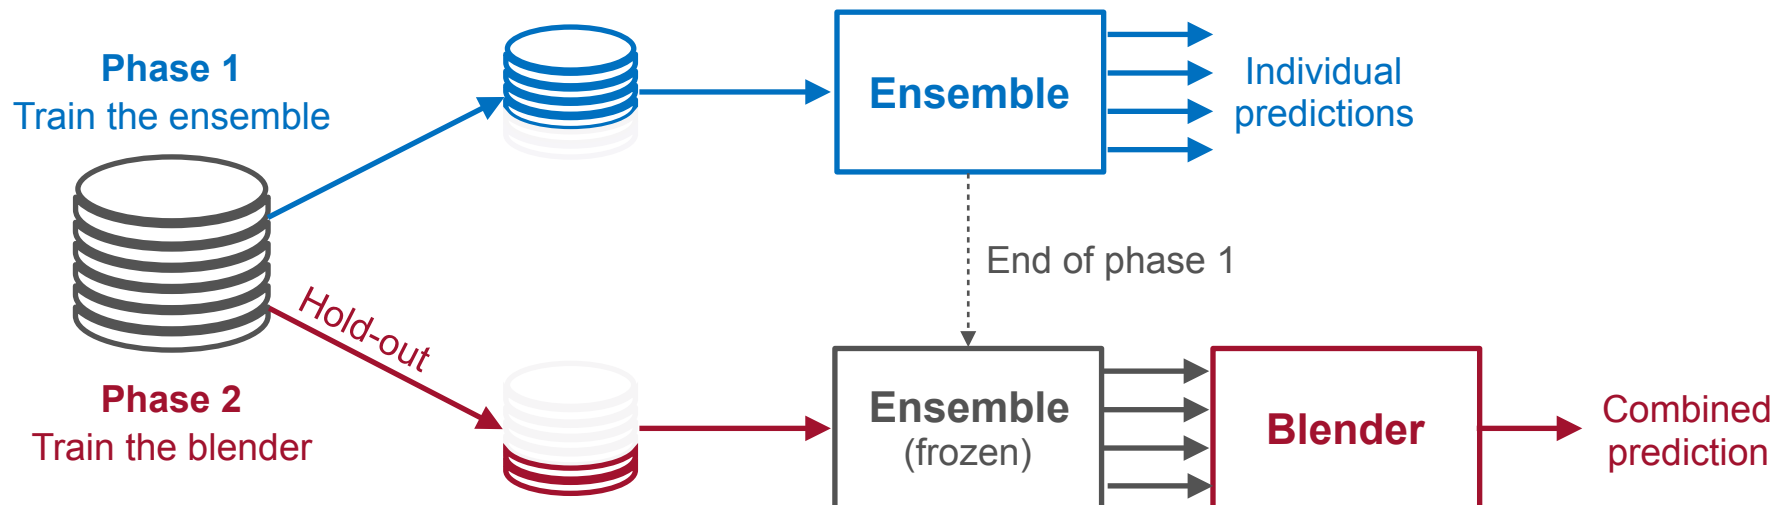 Phase 1
Train the ensemble
Ensemble
Individual
predictions
End of phase 1
Hold-out
Phase 2
Train the blender
Ensemble
(frozen)
Blender
Combined
prediction